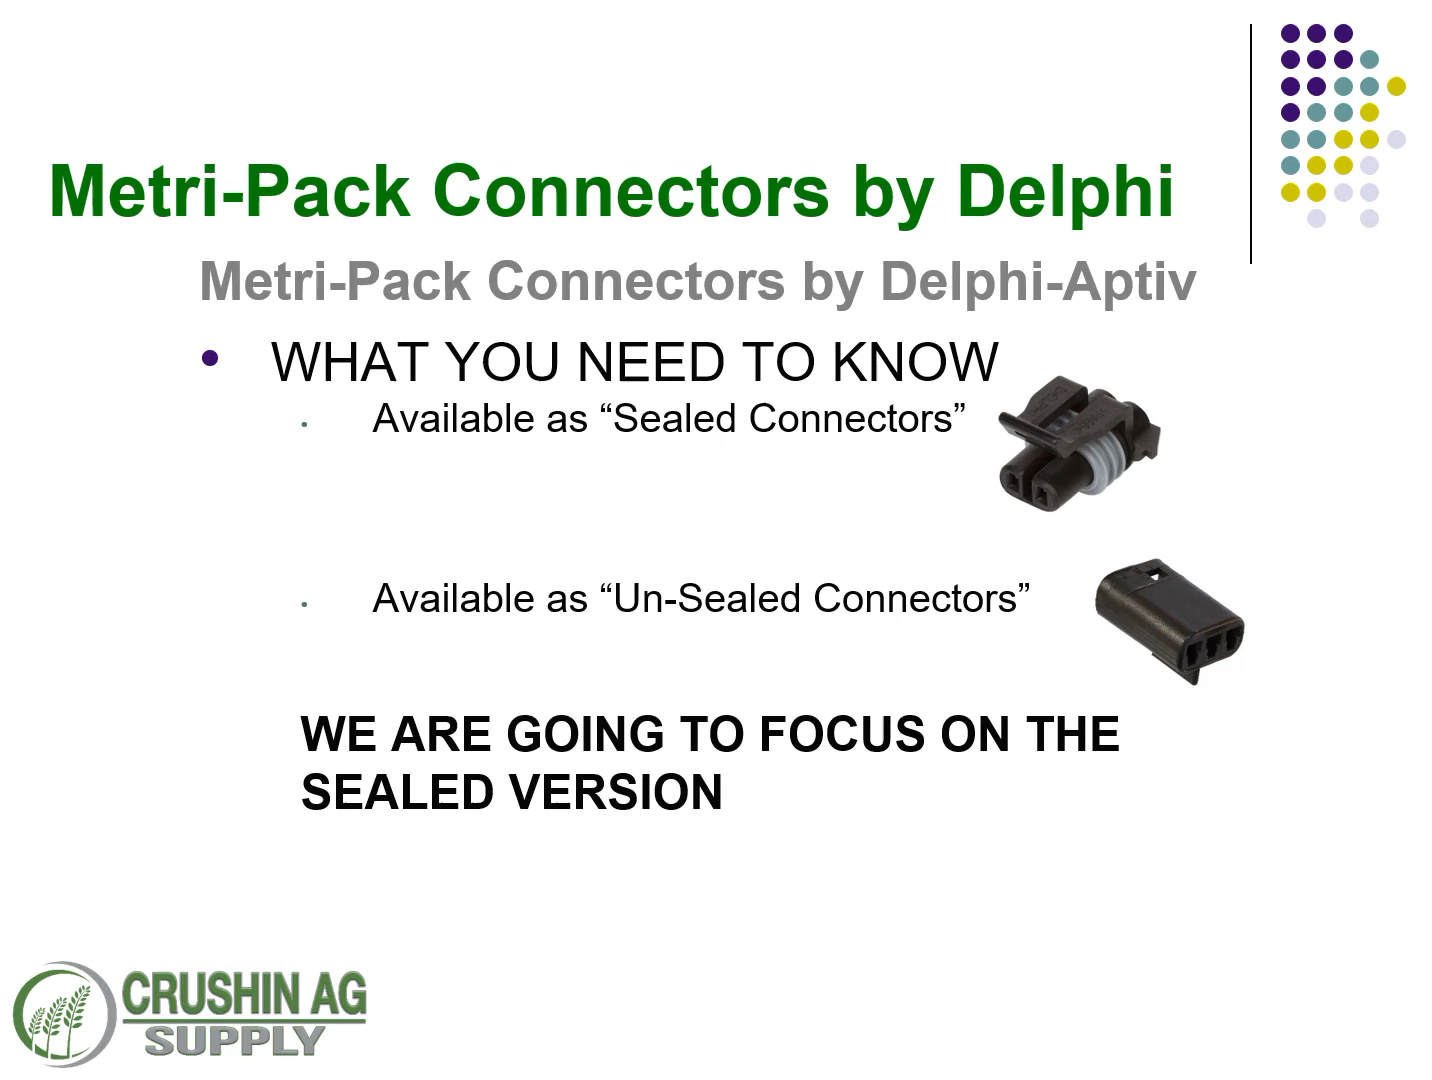 Metri-Pack Connectors by Delphi
Metri-Pack Connectors by Delphi-Aptiv
• WHAT YOU NEED TO KNOW
• Available as “Sealed Connectors”
• Available as “Un-Sealed Connectors”
WE ARE GOING TO FOCUS ON THE
SEALED VERSION
CRUSHIN AG
SUPPLY